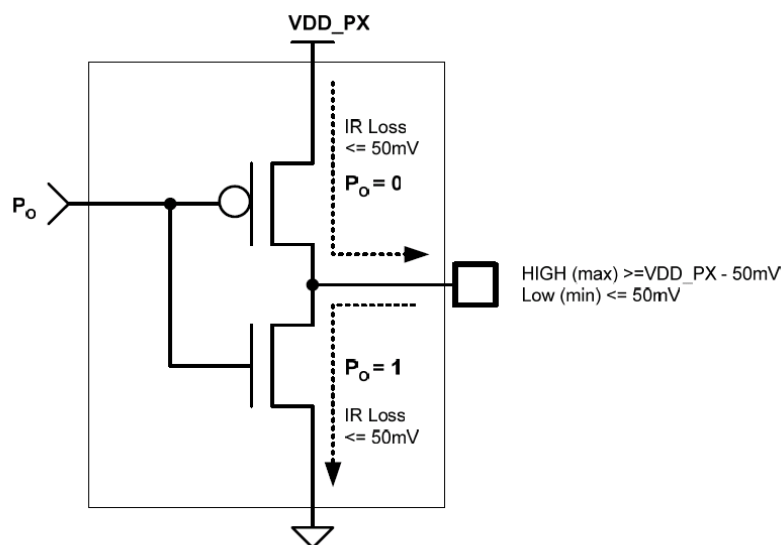 VDD_PX
IR Loss
<= 50mV
Po = 0
Po
HIGH (max) >=VDD_PX - 50mV
Low (min) <= 50mV
Po = 1
IR Loss
<= 50mV